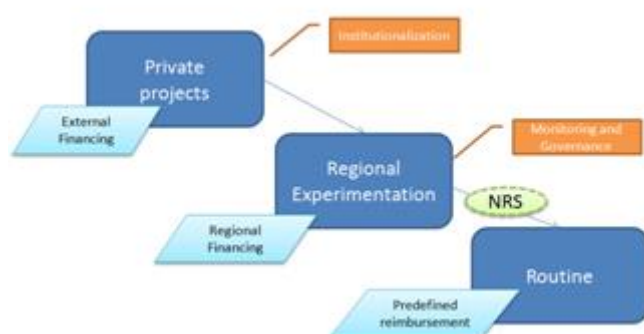 Institutionalization
Private
projects
External
Financing
Monitoring and
Governance
Regional
Experimentation
NRS
Regional
Financing
Routine
Predefined
reimbursement